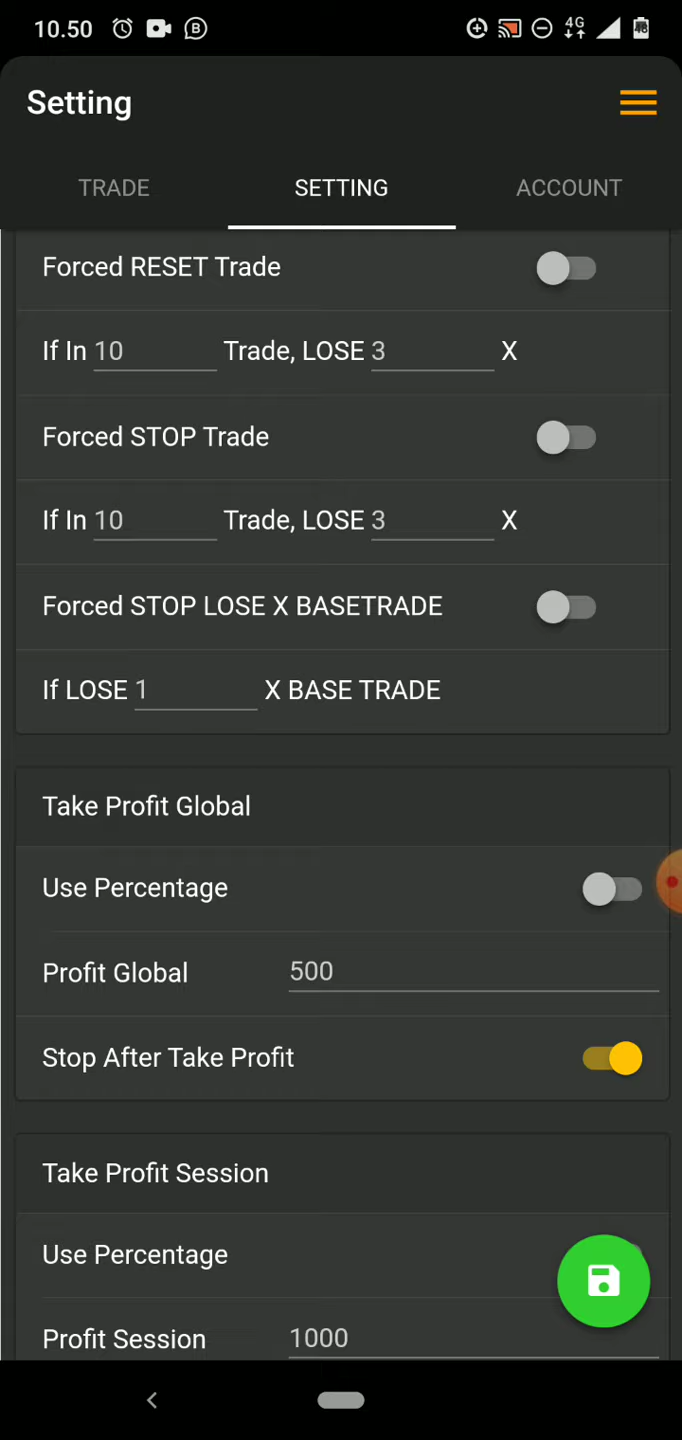 10.50
B
4G
48
Setting
TRADE SETTING ACCOUNT
Forced RESET Trade
If In 10 Trade, LOSE 3 X
Forced STOP Trade
If In 10 Trade, LOSE 3 X
Forced STOP LOSE X BASETRADE
If LOSE 1 X BASE TRADE
Take Profit Global
Use Percentage
Profit Global 500
Stop After Take Profit
Take Profit Session
Use Percentage
Profit Session 1000